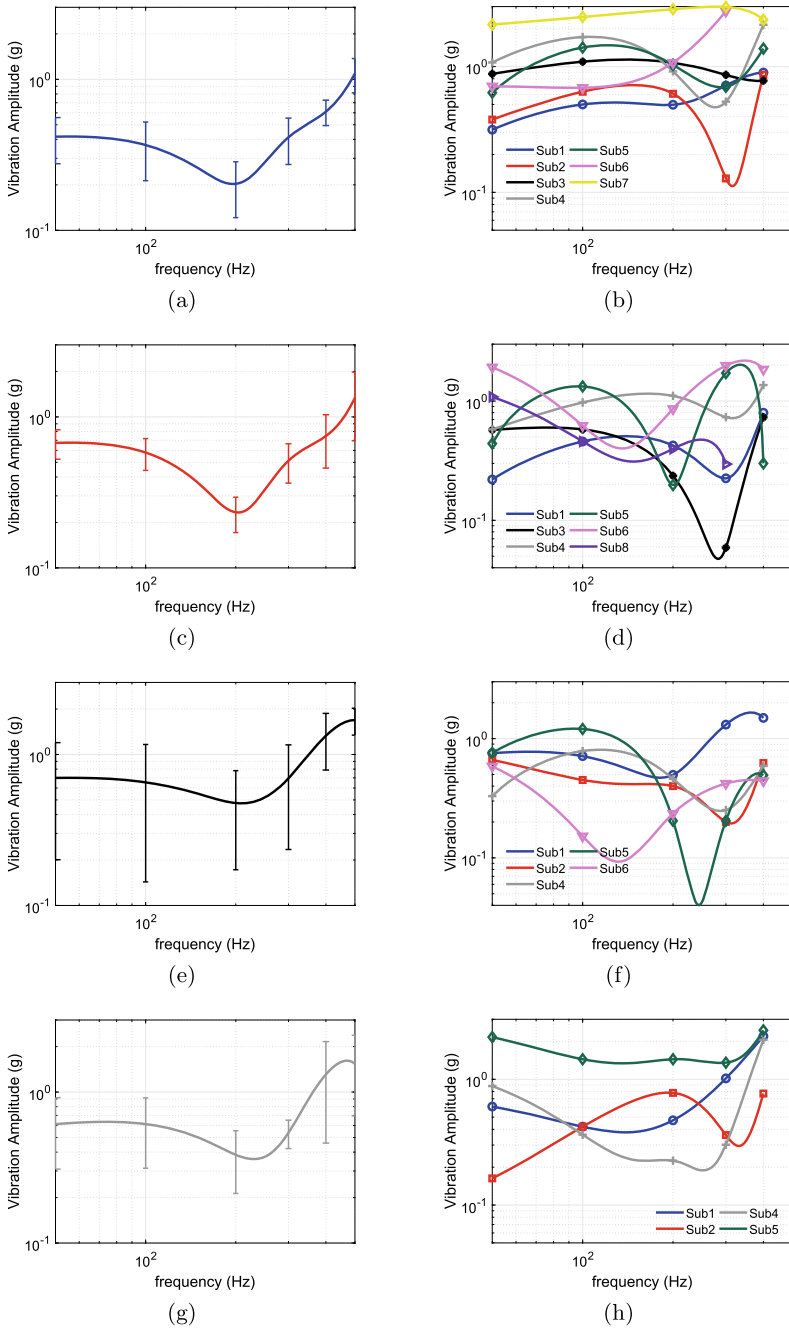 Vibration Amplitude (g)
10^0
10^-1
10^2
frequency (Hz)
(a)
Vibration Amplitude (g)
10^0
10^-1
Sub1 Sub5
Sub2 Sub6
Sub3 Sub7
Sub4
10^2
frequency (Hz)
(b)
Vibration Amplitude (g)
10^0
10^-1
10^2
frequency (Hz)
(c)
Vibration Amplitude (g)
10^0
10^-1
Sub1 Sub5
Sub3 Sub6
Sub4 Sub8
10^2
frequency (Hz)
(d)
Vibration Amplitude (g)
10^0
10^-1
10^2
frequency (Hz)
(e)
Vibration Amplitude (g)
10^0
10^-1
Sub1 Sub5
Sub2 Sub6
Sub4
10^2
frequency (Hz)
(f)
Vibration Amplitude (g)
10^0
10^-1
10^2
frequency (Hz)
(g)
Vibration Amplitude (g)
10^0
10^-1
Sub1 Sub4
Sub2 Sub5
10^2
frequency (Hz)
(h)